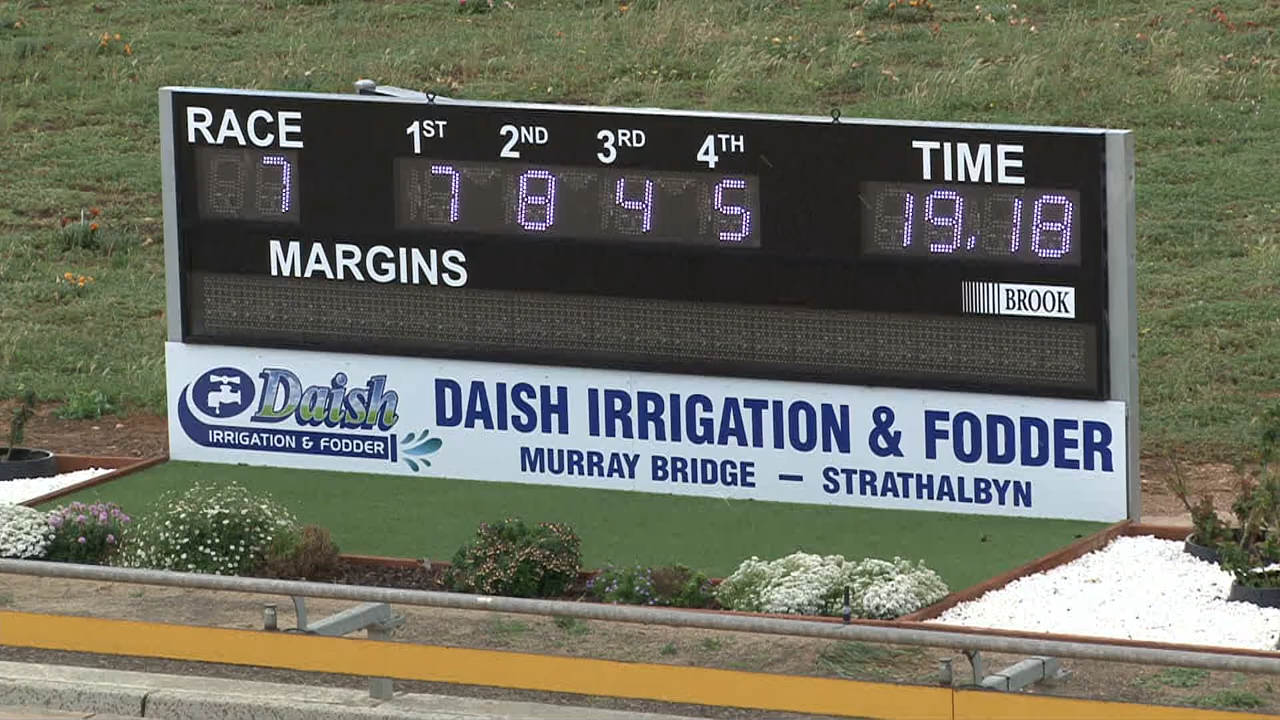 RACE 1ST 2ND 3RD 4TH TIME
7 7 8 4 5 19.18
MARGINS
BROOK
Daish
IRRIGATION & FODDER
DAISH IRRIGATION & FODDER
MURRAY BRIDGE – STRATHALBYN